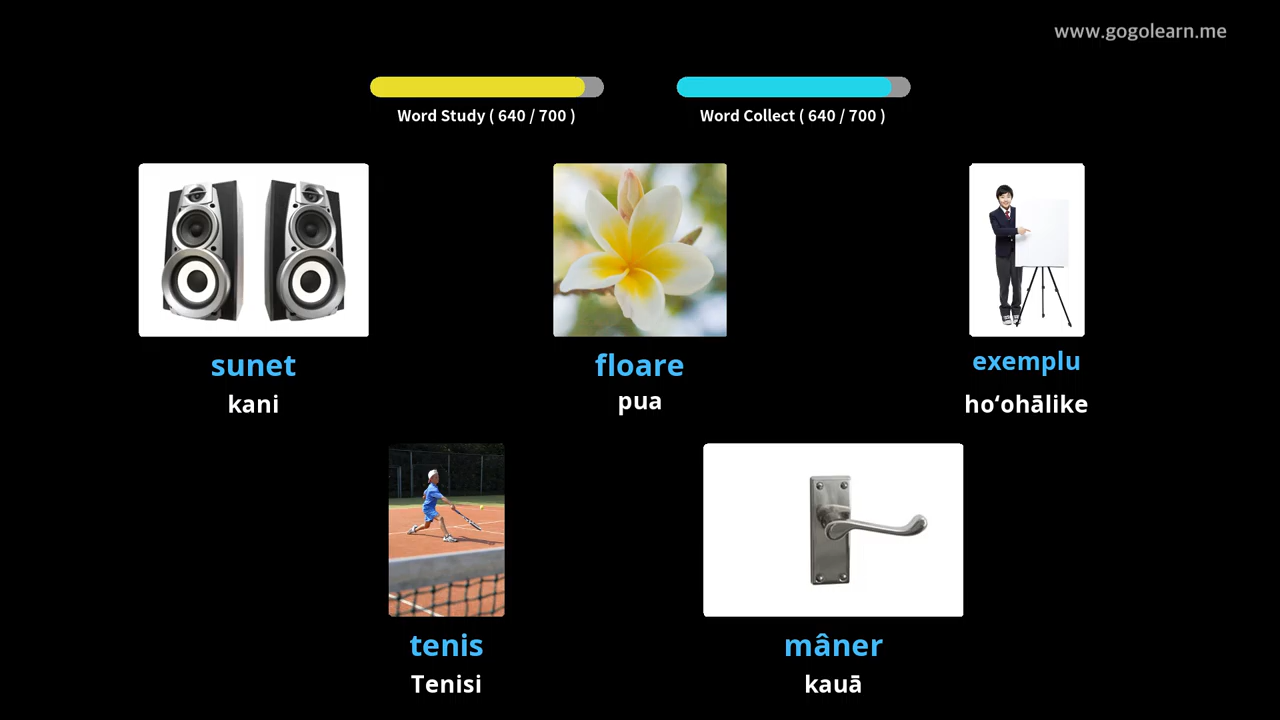 www.gogolearn.me
Word Study ( 640 / 700 )
Word Collect ( 640 / 700 )
sunet
floare
exemplu
kani
pua
hoʻohālike
tenis
mâner
Tenisi
kauā